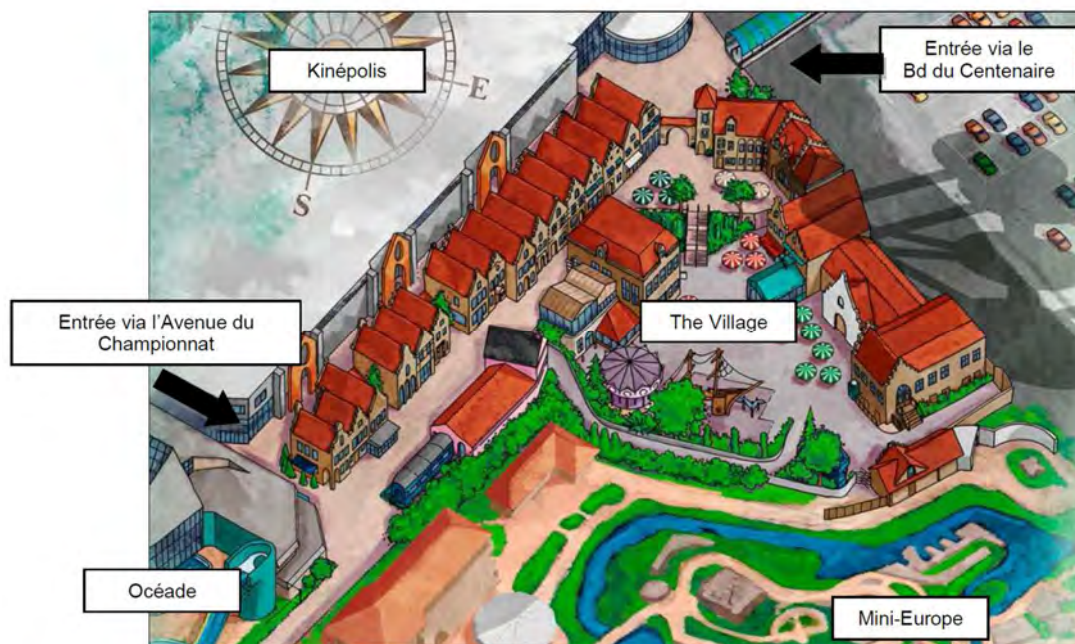 Kinépolis
Entrée via le
Bd du Centenaire
E
S
Entrée via l’Avenue du
Championnat
The Village
Océade
Mini-Europe